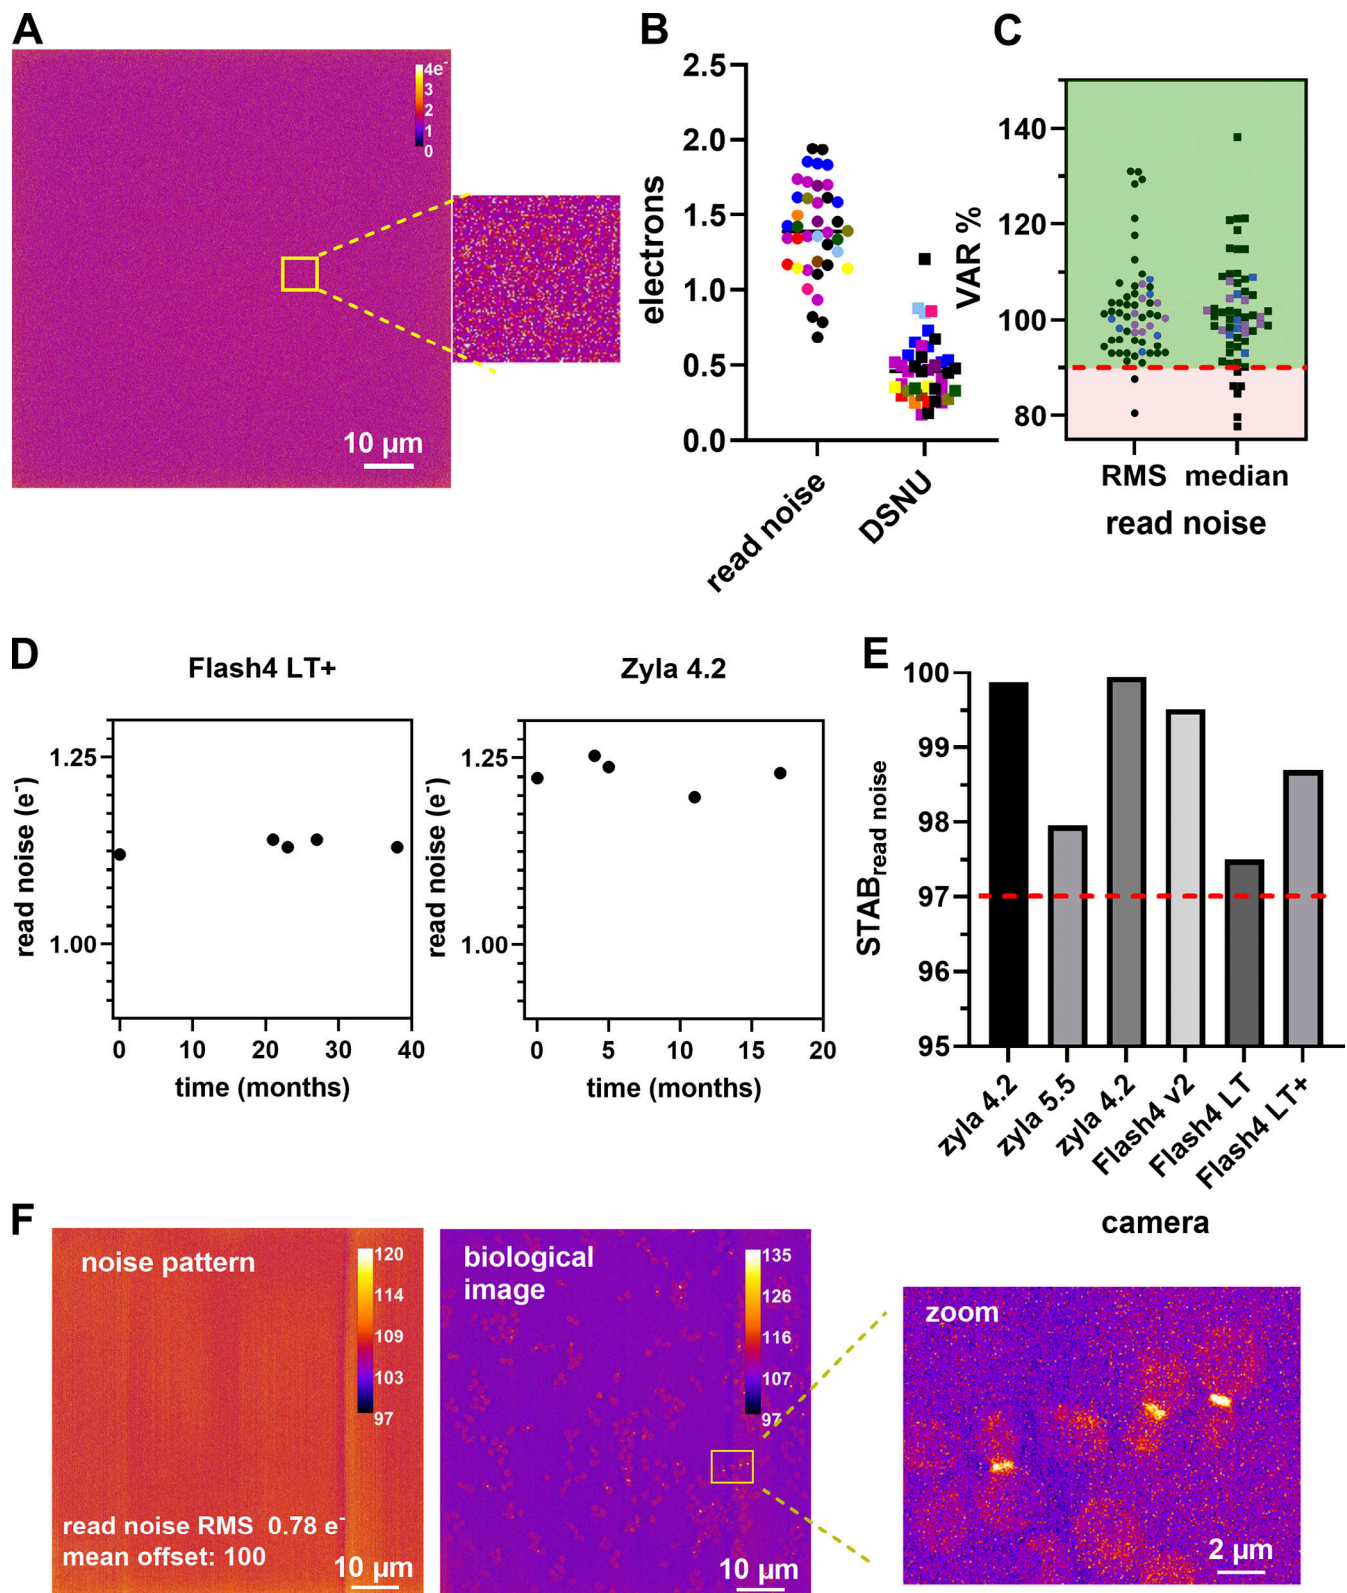 A
4e-
3
2
1
0
10 µm
B
2.5
2.0
1.5
1.0
0.5
0.0
electrons
read noise
DSNU
C
140
120
100
80
VAR %
RMS median
read noise
D
Flash4 LT+
1.25
1.00
read noise (e-)
0 20 30 40
time (months)
Zyla 4.2
1.25
1.00
read noise (e-)
0 5 10 15 20
time (months)
E
100
99
98
97
96
95
STABread noise
zyla 4.2
zyla 5.5
zyla 4.2
Flash4 v2
Flash4 LT
Flash4 LT+
camera
F
noise pattern
120
114
109
103
97
read noise RMS 0.78 e-
mean offset: 100
10 µm
biological
image
135
126
116
107
97
10 µm
zoom
2 µm